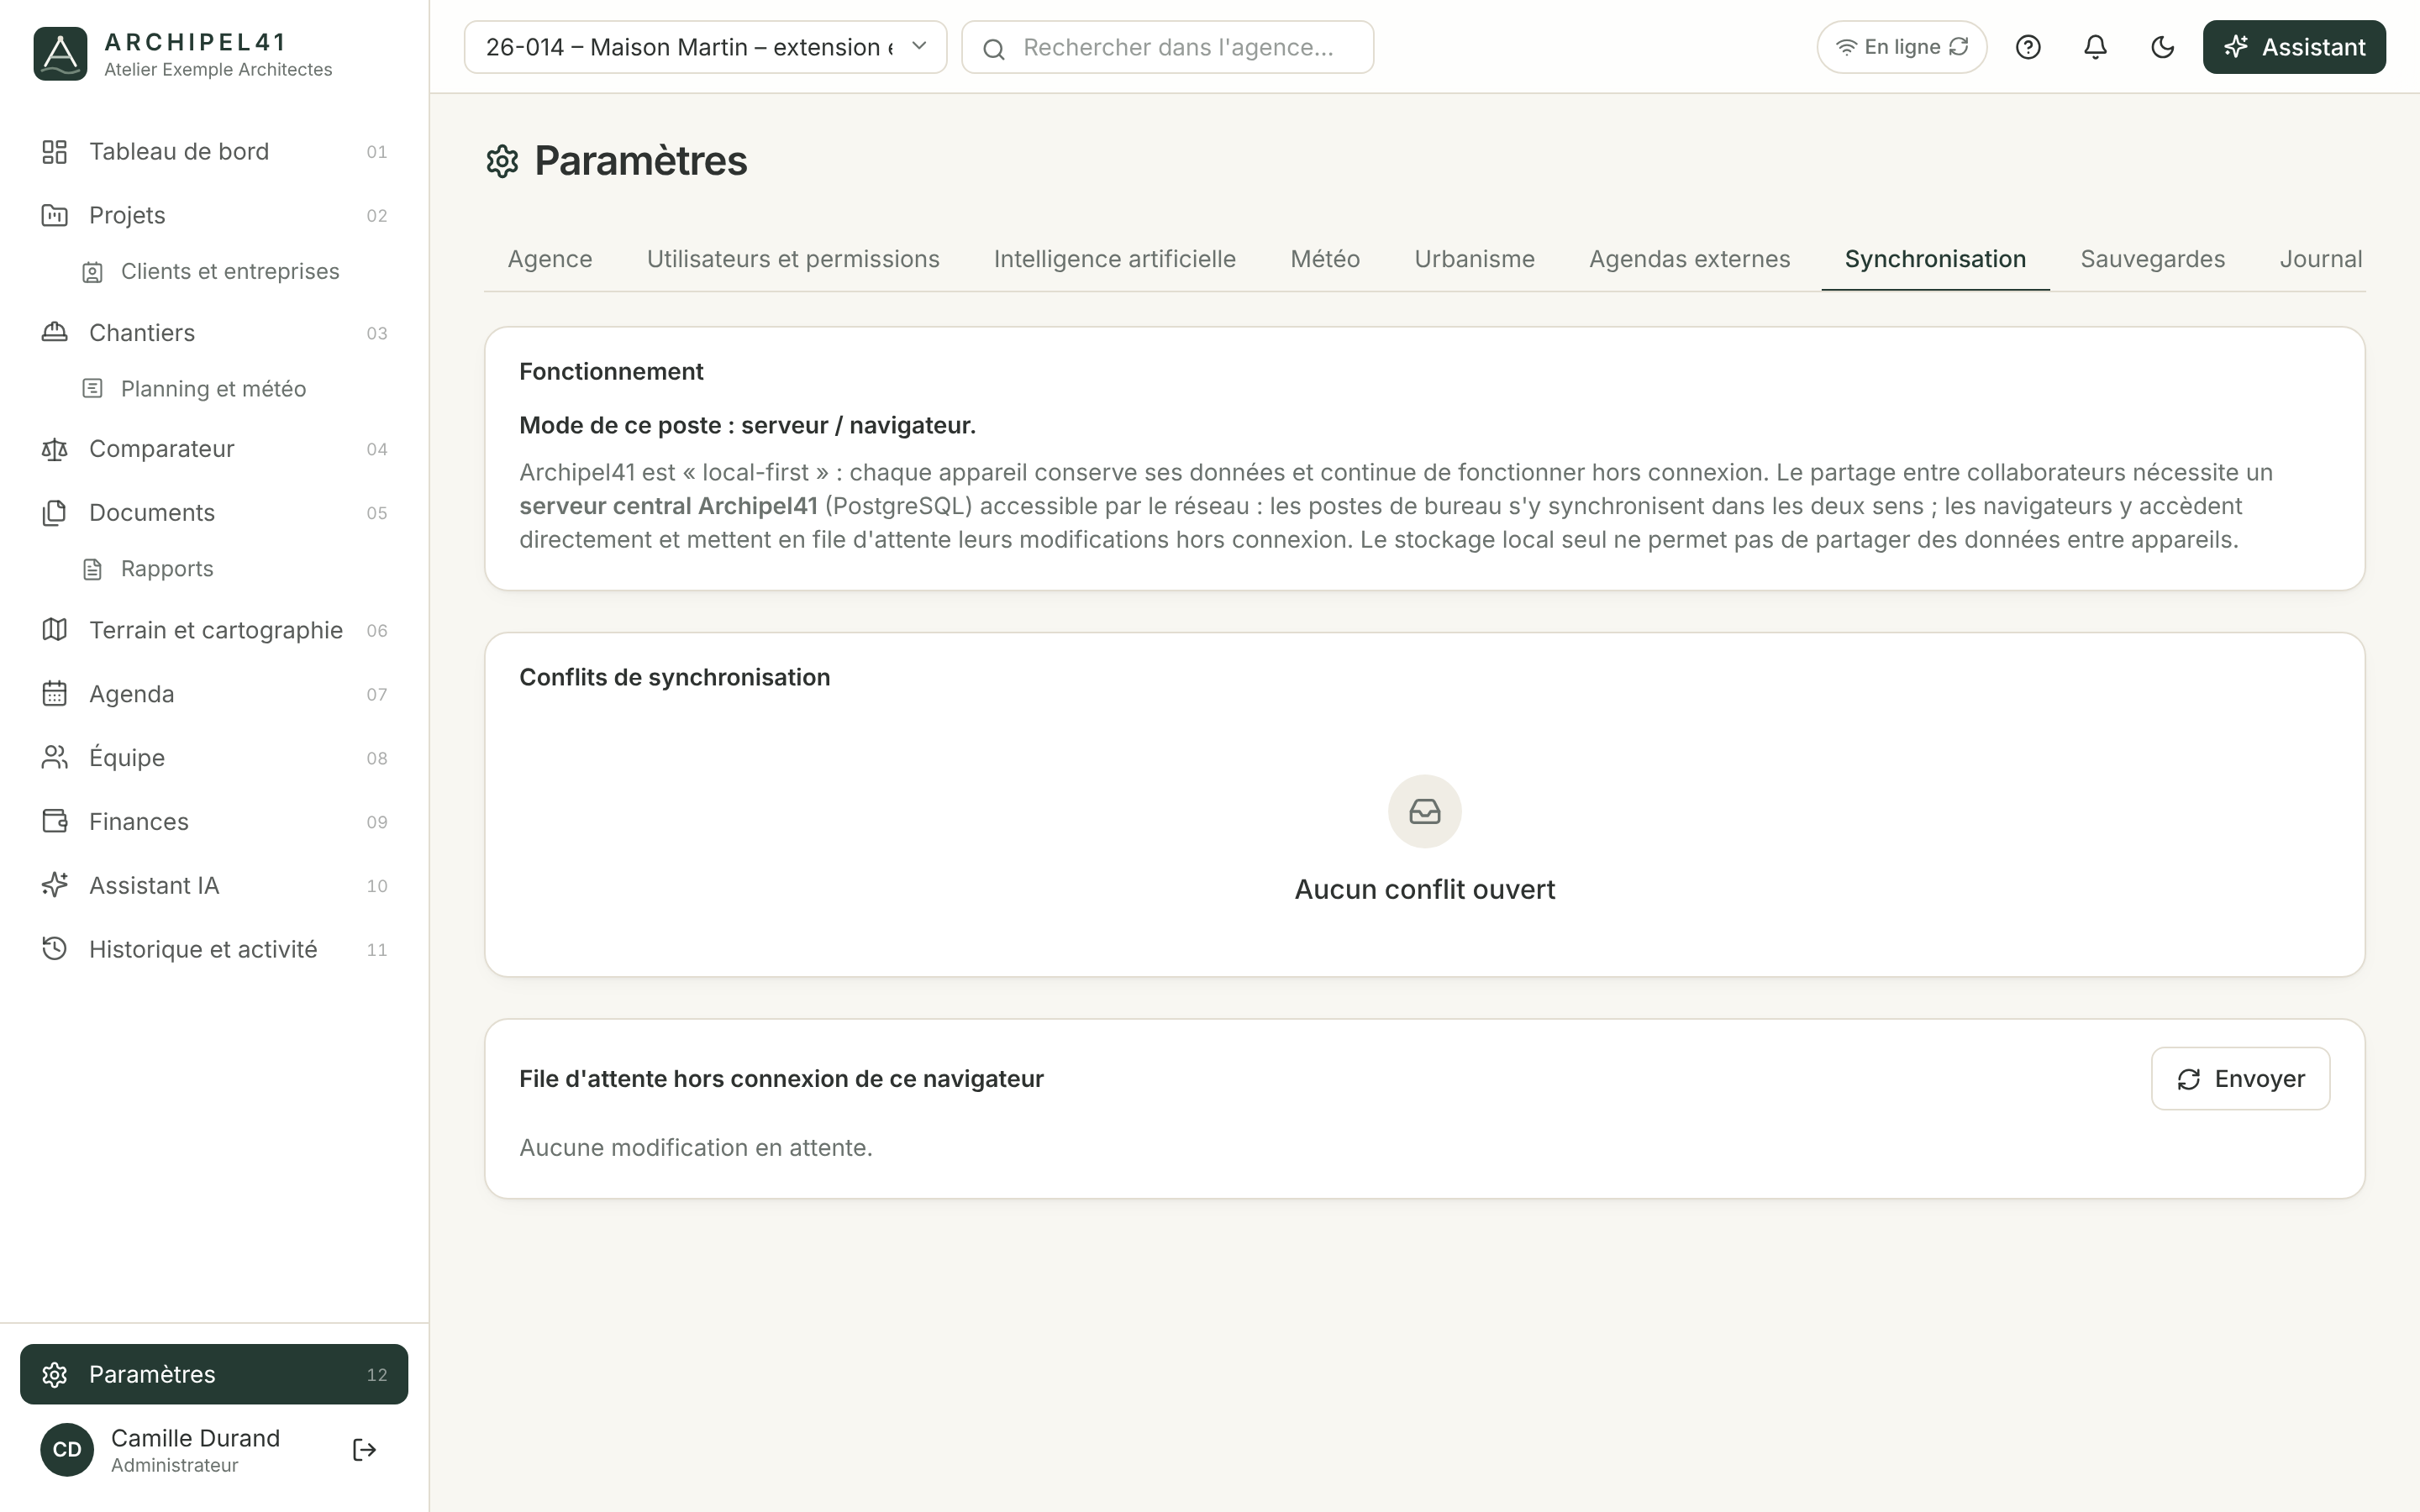 ARCHIPEL41
Atelier Exemple Architectes
Tableau de bord 01
Projets 02
Clients et entreprises
Chantiers 03
Planning et météo
Comparateur 04
Documents 05
Rapports
Terrain et cartographie 06
Agenda 07
Équipe 08
Finances 09
Assistant IA 10
Historique et activité 11
Paramètres 12
CD
Camille Durand
Administrateur
26-014 – Maison Martin – extension
Rechercher dans l'agence...
En ligne
Assistant
Paramètres
Agence Utilisateurs et permissions Intelligence artificielle Météo Urbanisme Agendas externes Synchronisation Sauvegardes Journal
Fonctionnement
Mode de ce poste : serveur / navigateur.
Archipel41 est « local-first » : chaque appareil conserve ses données et continue de fonctionner hors connexion. Le partage entre collaborateurs nécessite un
serveur central Archipel41 (PostgreSQL) accessible par le réseau : les postes de bureau s'y synchronisent dans les deux sens ; les navigateurs y accèdent
directement et mettent en file d'attente leurs modifications hors connexion. Le stockage local seul ne permet pas de partager des données entre appareils.
Conflits de synchronisation
Aucun conflit ouvert
File d'attente hors connexion de ce navigateur
Envoyer
Aucune modification en attente.